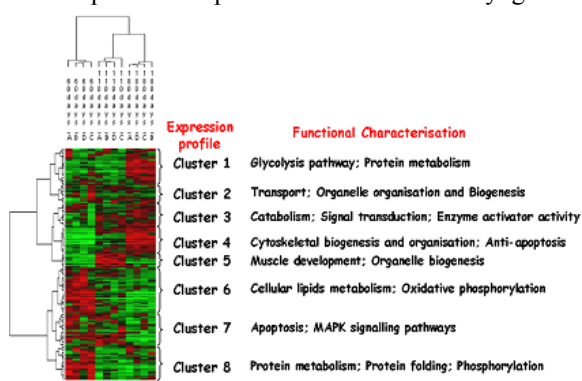 Expression
profile
Functional Characterisation
Cluster 1 Glycolysis pathway; Protein metabolism
Cluster 2 Transport; Organelle organisation and Biogenesis
Cluster 3 Catabolism; Signal transduction; Enzyme activator activity
Cluster 4 Cytoskeletal biogenesis and organisation; Anti-apoptosis
Cluster 5 Muscle development; Organelle biogenesis
Cluster 6 Cellular lipids metabolism; Oxidative phosphorylation
Cluster 7 Apoptosis; MAPK signalling pathways
Cluster 8 Protein metabolism; Protein folding; Phosphorylation